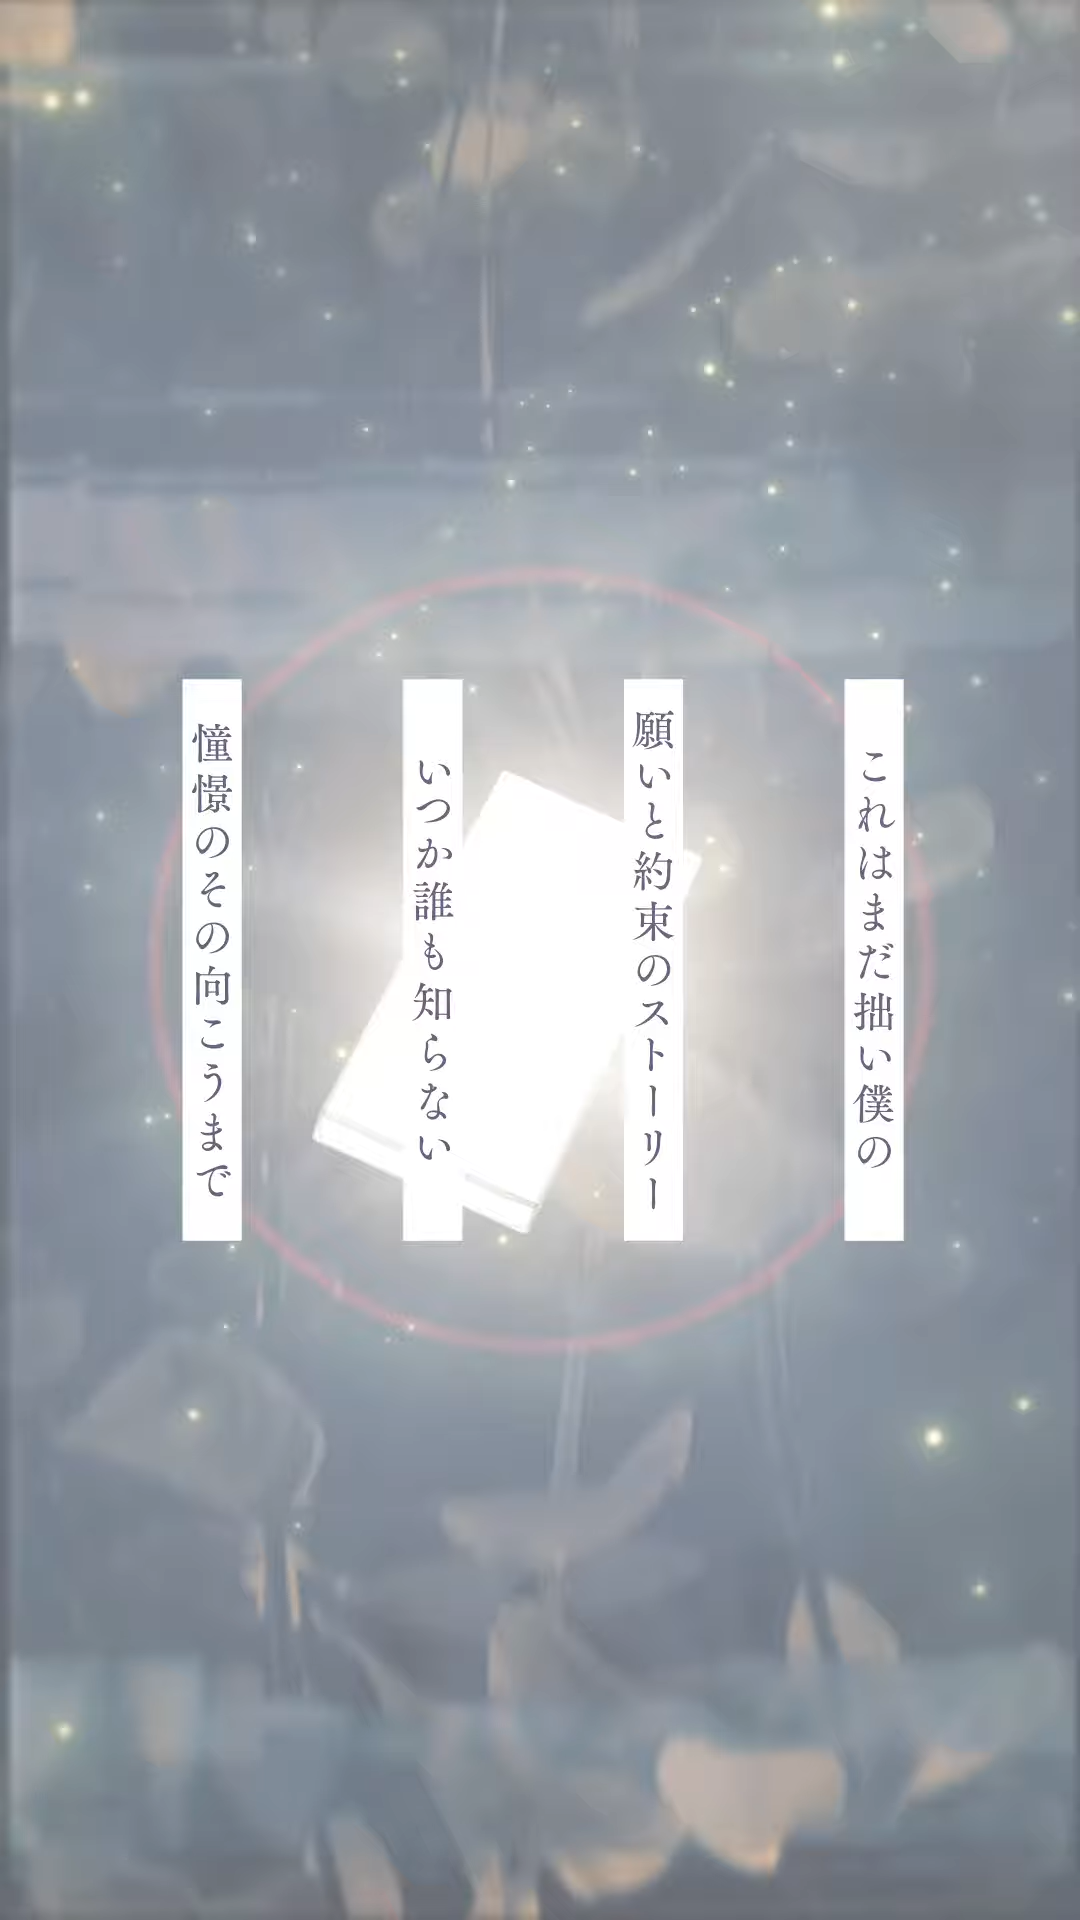 これはまだ拙い僕の
願いと約束のストーリー
いつか誰も知らない
憧憬のその向こうまで